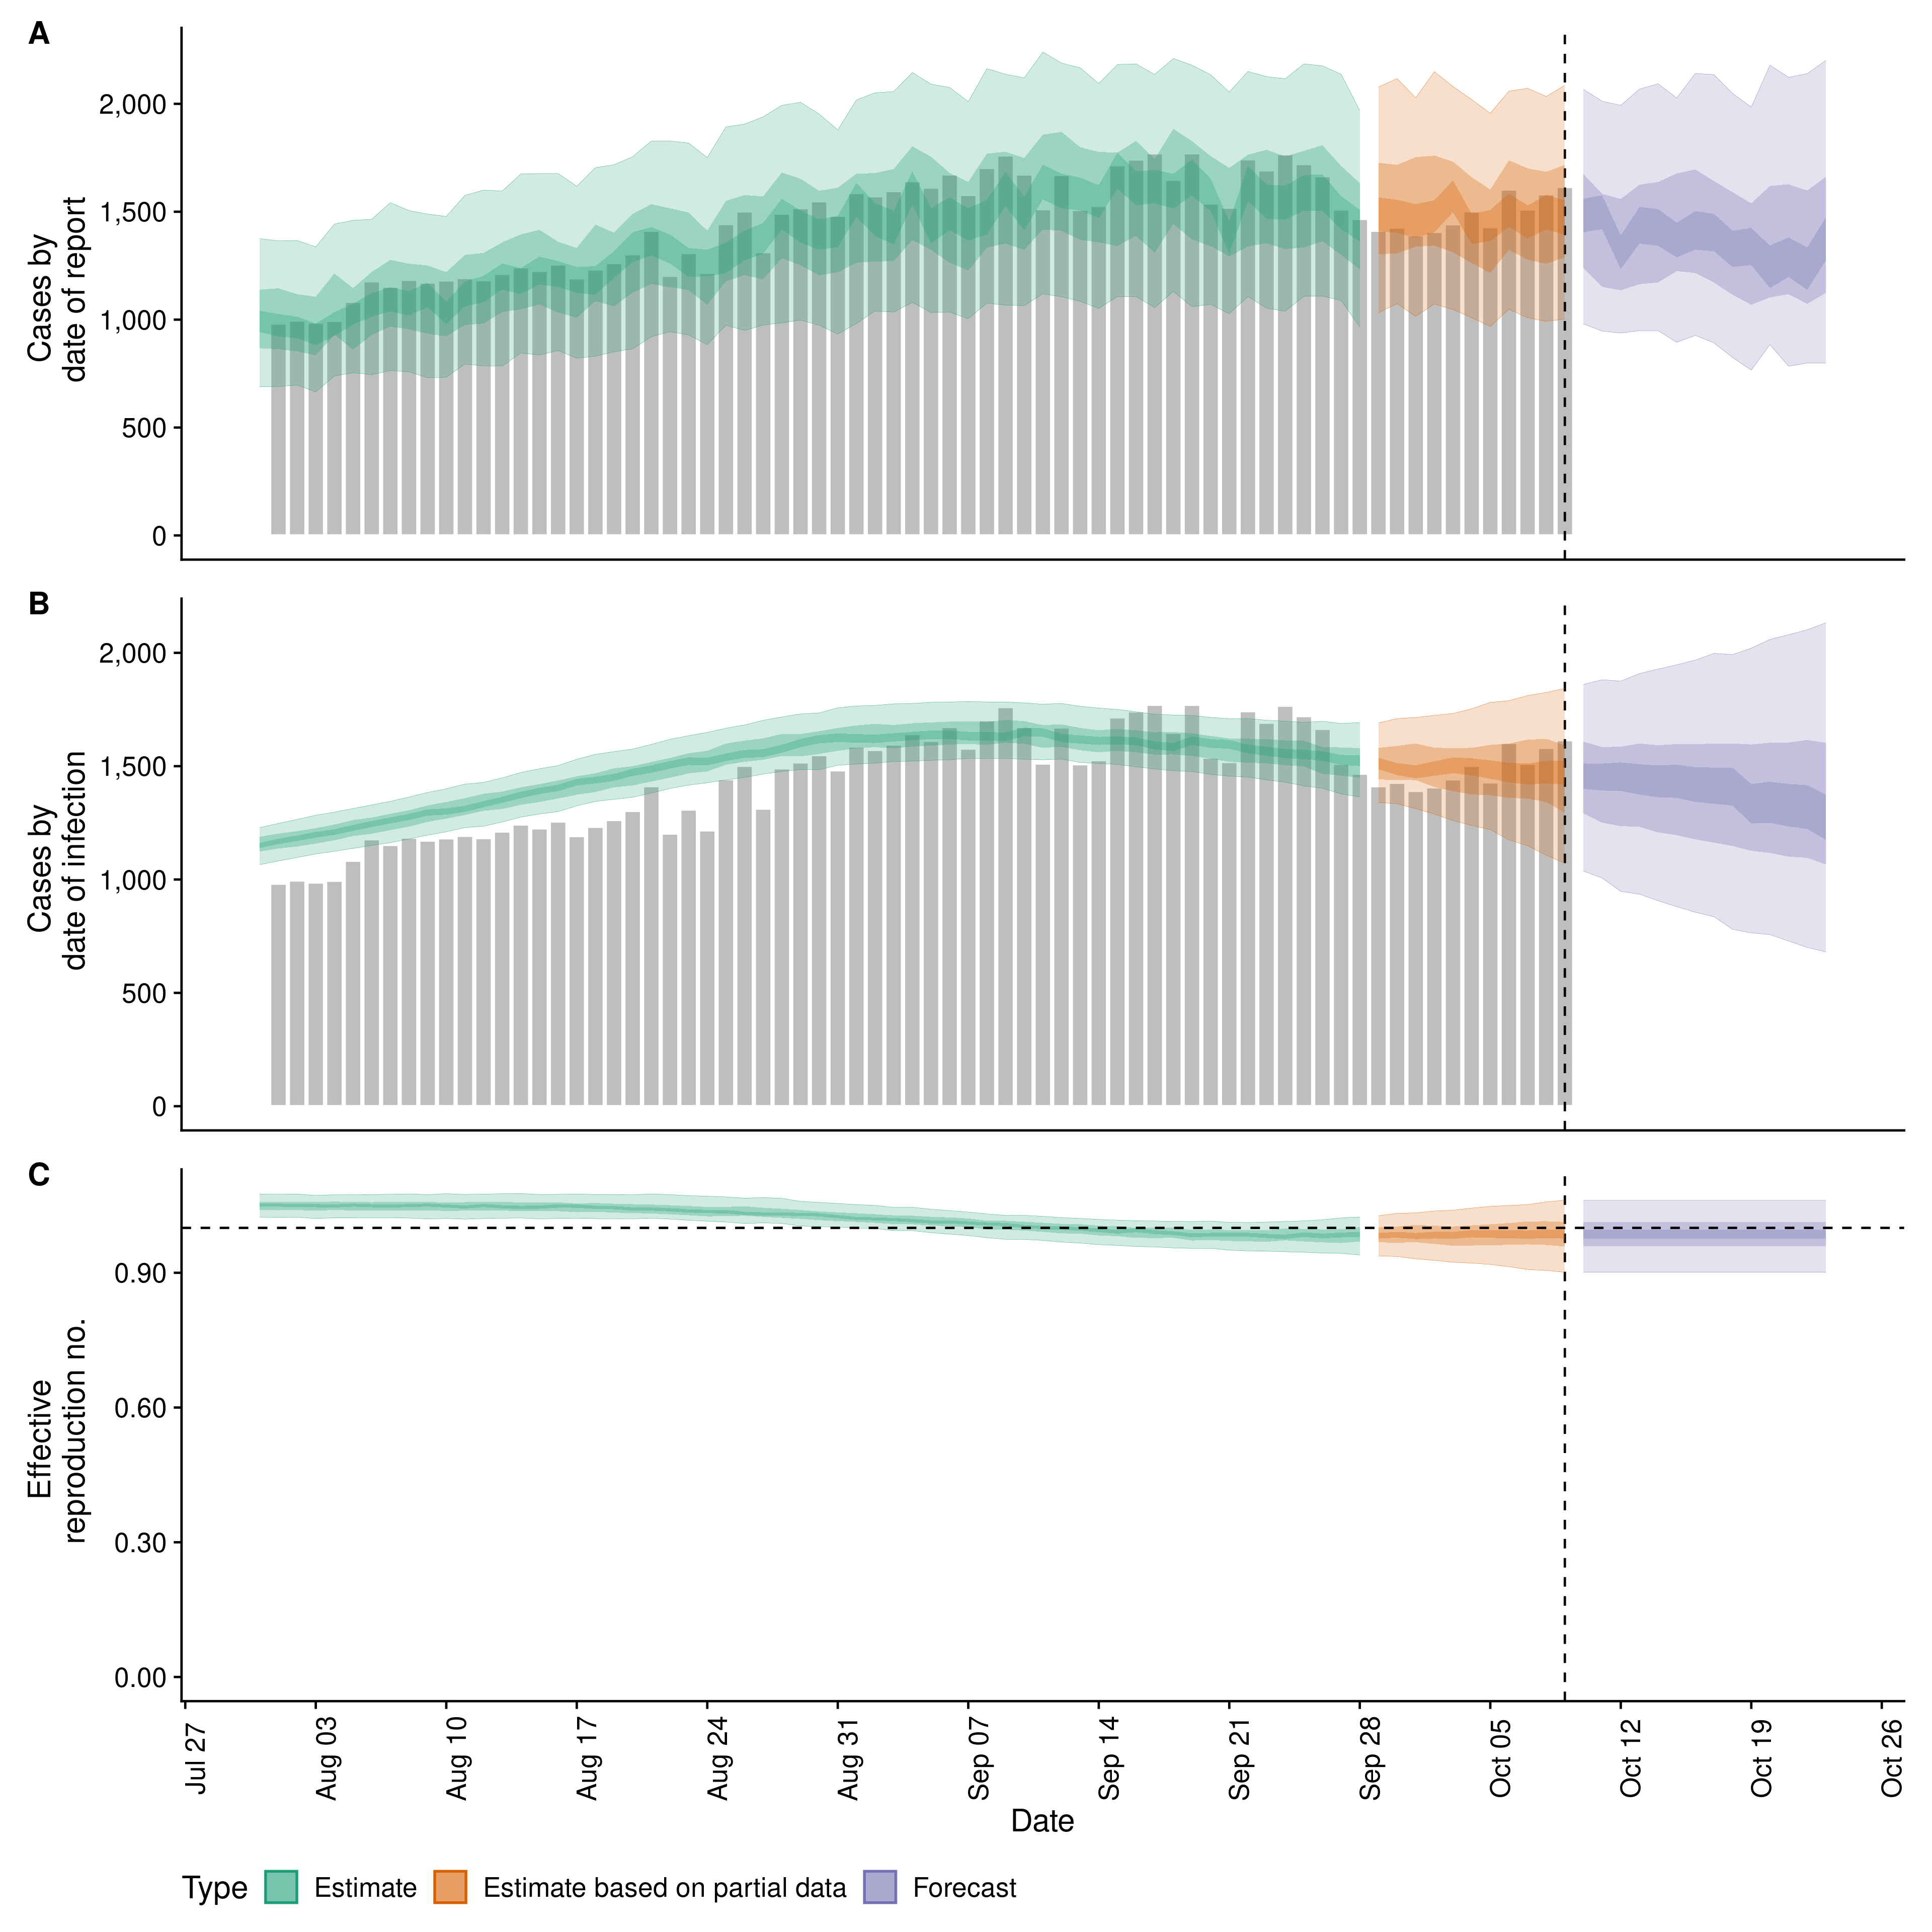 A
Cases by
date of report
2,000
1,500
1,000
500
0
B
Cases by
date of infection
2,000
1,500
1,000
500
0
C
Effective
reproduction no.
0.90
0.60
0.30
0.00
Jul 27
Aug 03
Aug 10
Aug 17
Aug 24
Aug 31
Sep 07
Sep 14
Sep 21
Sep 28
Oct 05
Oct 12
Oct 19
Oct 26
Date
Type Estimate Estimate based on partial data Forecast